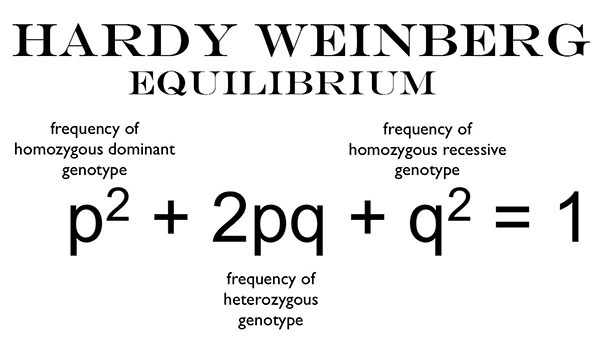 HARDY WEINBERG
EQUILIBRIUM
frequency of
homozygous dominant
genotype
frequency of
homozygous recessive
genotype
p² + 2pq + q² = 1
frequency of
heterozygous
genotype